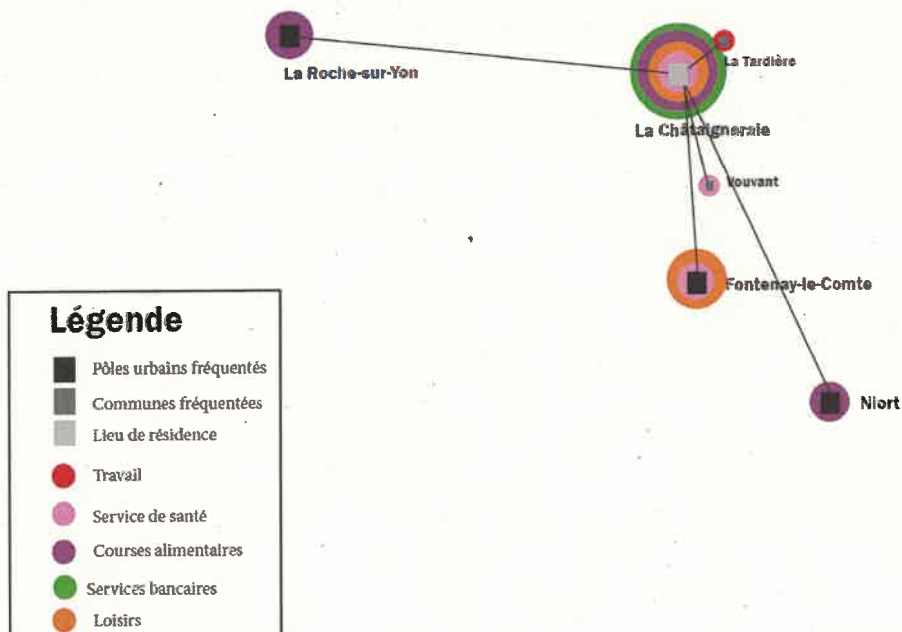 La Roche-sur-Yon
La Tardière
La Châtaigneraie
Vouvant
Fontenay-le-Comte
Niort
Légende
Pôles urbains fréquentés
Communes fréquentées
Lieu de résidence
Travail
Service de santé
Courses alimentaires
Services bancaires
Loisirs